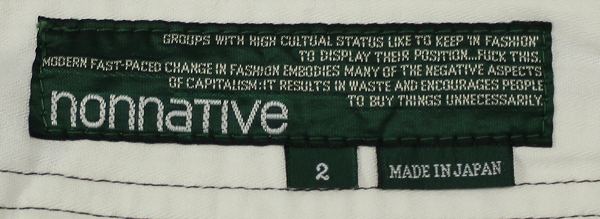 GROUPS WITH HIGH CULTUAL STATUS LIKE TO KEEP 'IN FASHION'
TO DISPLAY THEIR POSITION...FUCK THIS.
MODERN FAST-PACED CHANGE IN FASHION EMBODIES MANY OF THE NEGATIVE ASPECTS
OF CAPITALISM:IT RESULTS IN WASTE AND ENCOURAGES PEOPLE
TO BUY THINGS UNNECESSARILY.
nonnative
2
MADE IN JAPAN